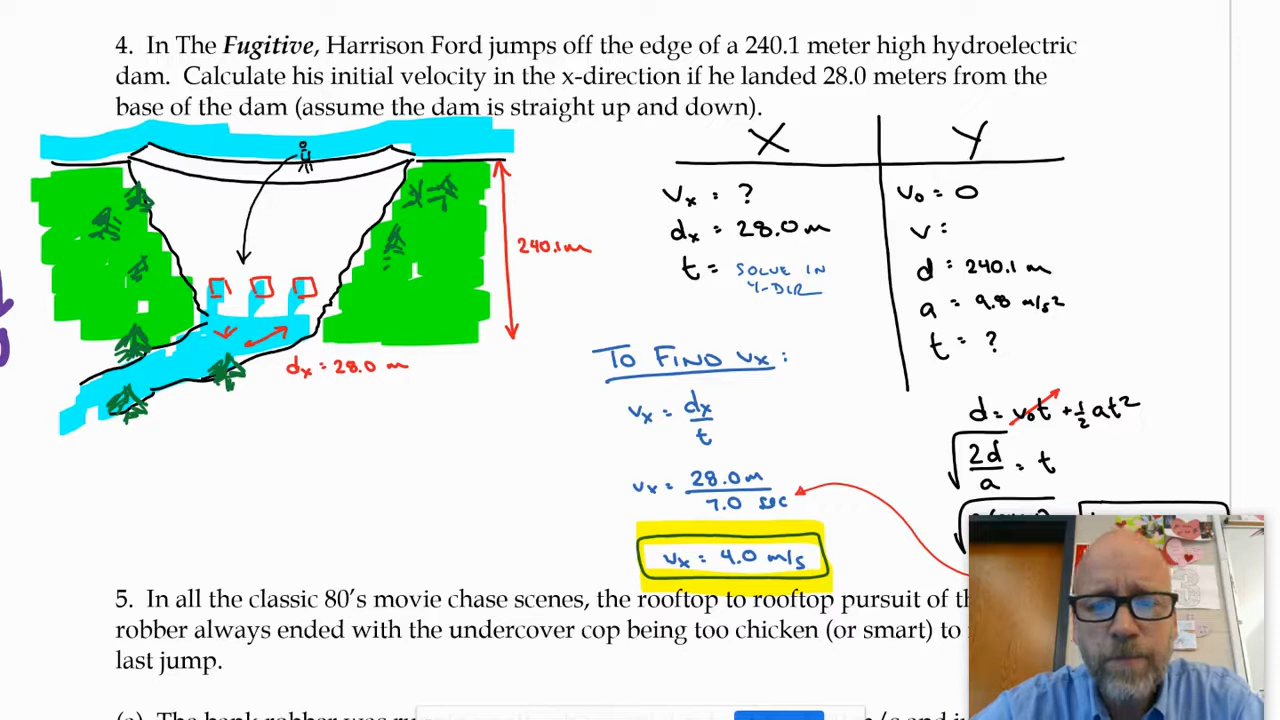 4. In The Fugitive, Harrison Ford jumps off the edge of a 240.1 meter high hydroelectric
dam. Calculate his initial velocity in the x-direction if he landed 28.0 meters from the
base of the dam (assume the dam is straight up and down).
X
Y
Vx = ?
dx = 28.0 m
t = SOLVE IN
Y-DIR
V0 = 0
V =
d = 240.1 m
a = 9.8 m/s²
t = ?
240.1 m
dx = 28.0 m
TO FIND Vx :
Vx = dx/t
Vx = 28.0 m / 7.0 sec
Vx = 4.0 m/s
d = V0t + 1/2 at²
√(2d/a) = t
5. In all the classic 80's movie chase scenes, the rooftop to rooftop pursuit of
robber always ended with the undercover cop being too chicken (or smart) to
last jump.